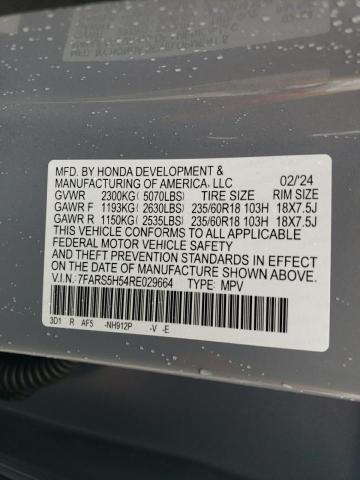 MFD. BY HONDA DEVELOPMENT &
MANUFACTURING OF AMERICA, LLC 02/'24
GVWR 2300KG (5070LBS) TIRE SIZE RIM SIZE
GAWR F 1193KG (2630LBS) 235/60R18 103H 18X7.5J
GAWR R 1150KG (2535LBS) 235/60R18 103H 18X7.5J
THIS VEHICLE CONFORMS TO ALL APPLICABLE
FEDERAL MOTOR VEHICLE SAFETY
AND THEFT PREVENTION STANDARDS IN EFFECT
ON THE DATE OF MANUFACTURE SHOWN ABOVE.
V.I.N.: 7FARS5H54RE029664 TYPE: MPV
3D1 R AF5 -NH912P -V -E